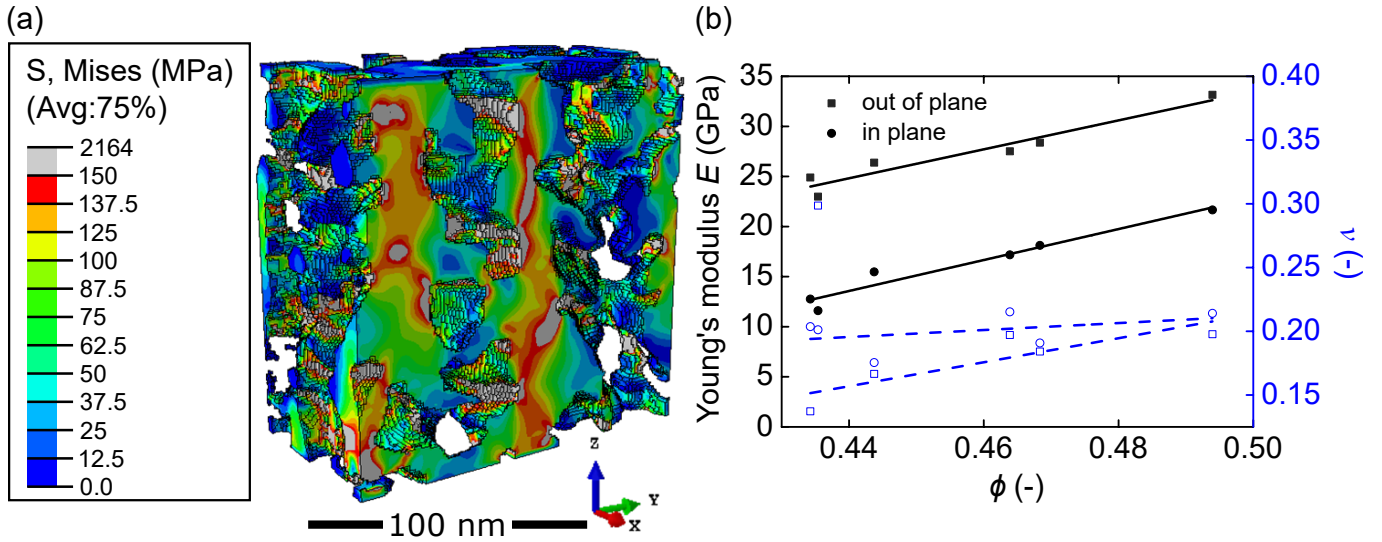 (a)
S, Mises (MPa)
(Avg:75%)
2164
150
137.5
125
100
87.5
75
62.5
50
37.5
25
12.5
0.0
Z
Y
X
100 nm
(b)
Young's modulus E (GPa)
35
30
25
20
15
10
5
0
out of plane
in plane
0.44
0.46
0.48
0.50
ϕ (-)
0.40
0.35
0.30
0.25
0.20
0.15
ν (-)